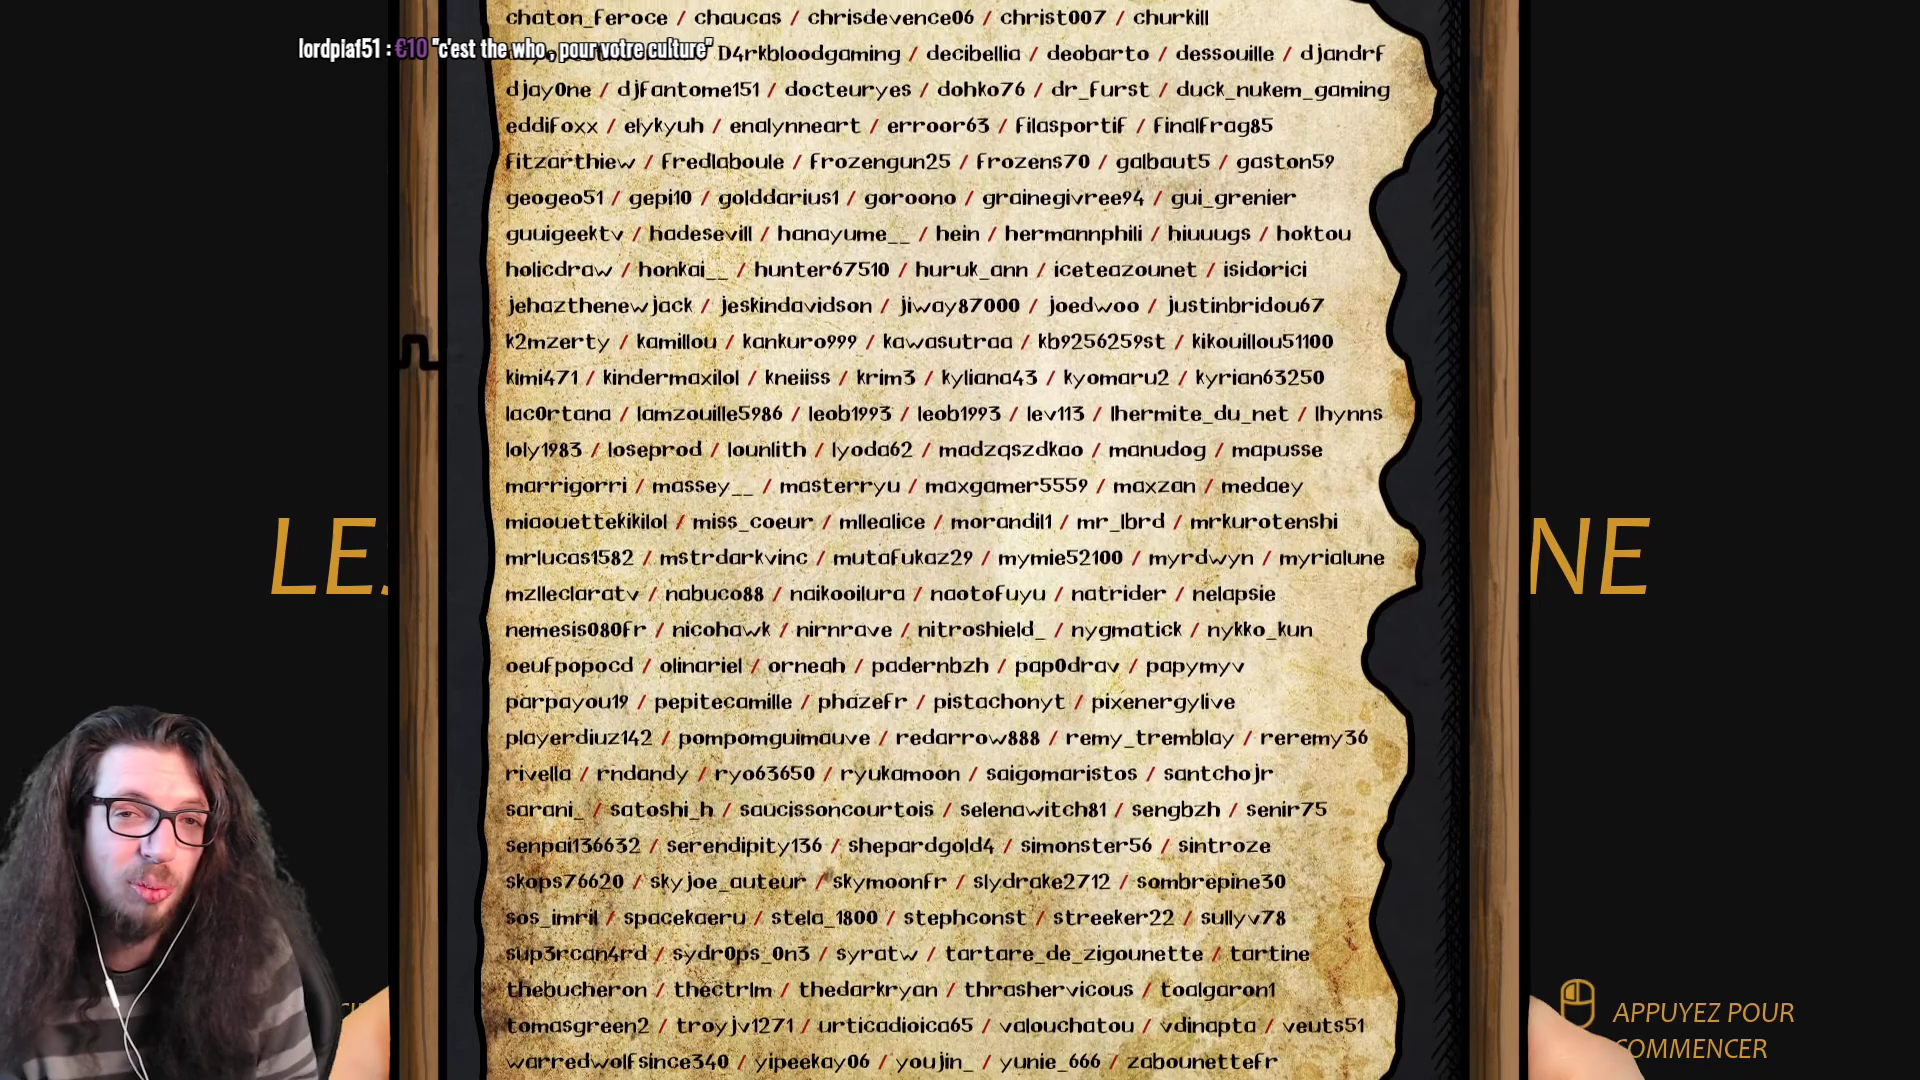 chaton_feroce / chaucas / chrisdevence06 / christ007 / churkill
lordpiaf51 : €10 "c'est the who, pour votre culture"
D4rkbloodgaming / decibellia / deobarto / dessouille / djandrf
djay0ne / djfantome151 / docteuryes / dohko76 / dr_furst / duck_nukem_gaming
eddifoxx / elykyuh / enalynneart / erroor63 / filasportif / finalfrag85
fitzarthiew / fredlaboule / frozengun25 / frozens70 / galbaut5 / gaston59
geogeo51 / gepi10 / golddarius1 / goroono / grainegivree94 / gui_grenier
guuigeektv / hadesevill / hanayume__ / hein / hermannphili / hiuuugs / hoktou
holicdraw / honkai__ / hunter67510 / huruk_ann / iceteazounet / isidorici
jehazthenewjack / jeskindavidson / jiway87000 / joedwoo / justinbridou67
k2mzerty / kamillou / kankuro999 / kawasutraa / kb9256259st / kikouillou51100
kimi471 / kindermaxilol / kneiiss / krim3 / kyliana43 / kyomaru2 / kyrian63250
lac0rtana / lamzouille5986 / leob1993 / leob1993 / lev113 / lhermite_du_net / lhynns
loly1983 / loseprod / lounlith / lyoda62 / madzqszdkao / manudog / mapusse
marrigorri / massey__ / masterryu / maxgamer5559 / maxzan / medaey
miaouettekikilol / miss_coeur / mllealice / morandil1 / mr_lbrd / mrkurotenshi
mrlucas1582 / mstrdarkvinc / mutafukaz29 / mymie52100 / myrdwyn / myrialune
mzlleclaratv / nabuco88 / naikooilura / naotofuyu / natrider / nelapsie
nemesis080fr / nicohawk / nirnrave / nitroshield_ / nygmatick / nykko_kun
oeufpopocd / olinariel / orneah / padernbzh / pap0drav / papymyv
parpayou19 / pepitecamille / phazefr / pistachonyt / pixenergylive
playerdiuz142 / pompomguimauve / redarrow888 / remy_tremblay / reremy36
rivella / rndandy / ryo63650 / ryukamoon / saigomaristos / santchojr
sarani_ / satoshi_h / saucissoncourtois / selenawitch81 / sengbzh / senir75
senpai136632 / serendipity136 / shepardgold4 / simonster56 / sintroze
skops76620 / skyjoe_auteur / skymoonfr / slydrake2712 / sombrepine30
sos_imril / spacekaeru / stela_1800 / stephconst / streeker22 / sullyv78
sup3rcan4rd / sydr0ps_0n3 / syratw / tartare_de_zigounette / tartine
thebucheron / thectrlm / thedarkryan / thrashervicous / toalgaron1
tomasgreen2 / troyjv1271 / urticadioica65 / valouchatou / vdinapta / veuts51
warredwolfsince340 / yipeekay06 / youjin_ / yunie_666 / zabounettefr
LES NE
APPUYEZ POUR
COMMENCER